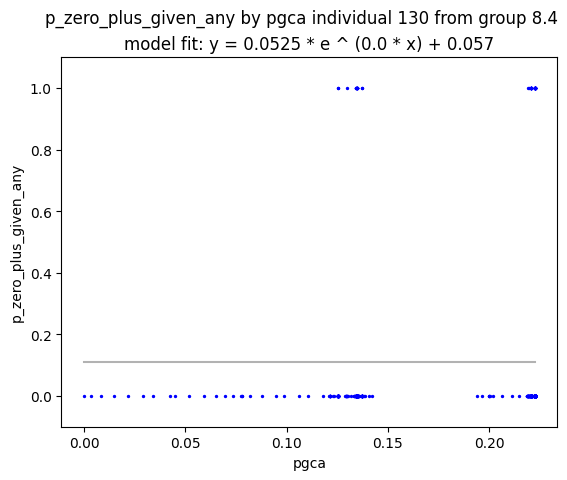 p_zero_plus_given_any by pgca individual 130 from group 8.4
model fit: y = 0.0525 * e ^ (0.0 * x) + 0.057
p_zero_plus_given_any
1.0
0.8
0.6
0.4
0.2
0.0
0.00 0.05 0.10 0.15 0.20
pgca